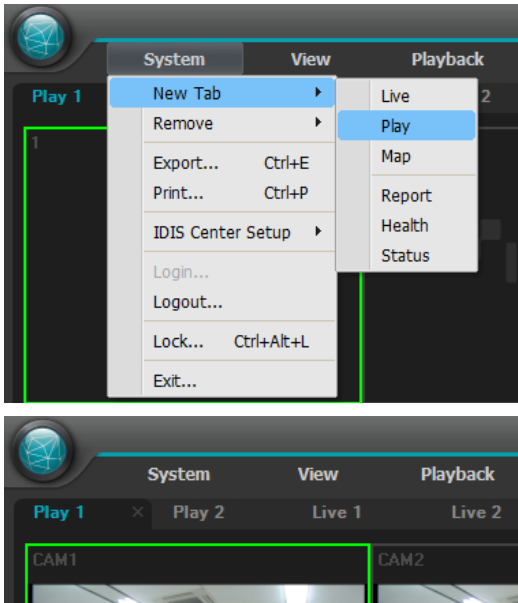 System View Playback
Play 1 2
New Tab
Remove
Export... Ctrl+E
Print... Ctrl+P
IDIS Center Setup
Login...
Logout...
Lock... Ctrl+Alt+L
Exit...
Live
Play
Map
Report
Health
Status
1
System View Playback
Play 1 × Play 2 Live 1 Live 2
CAM1 CAM2